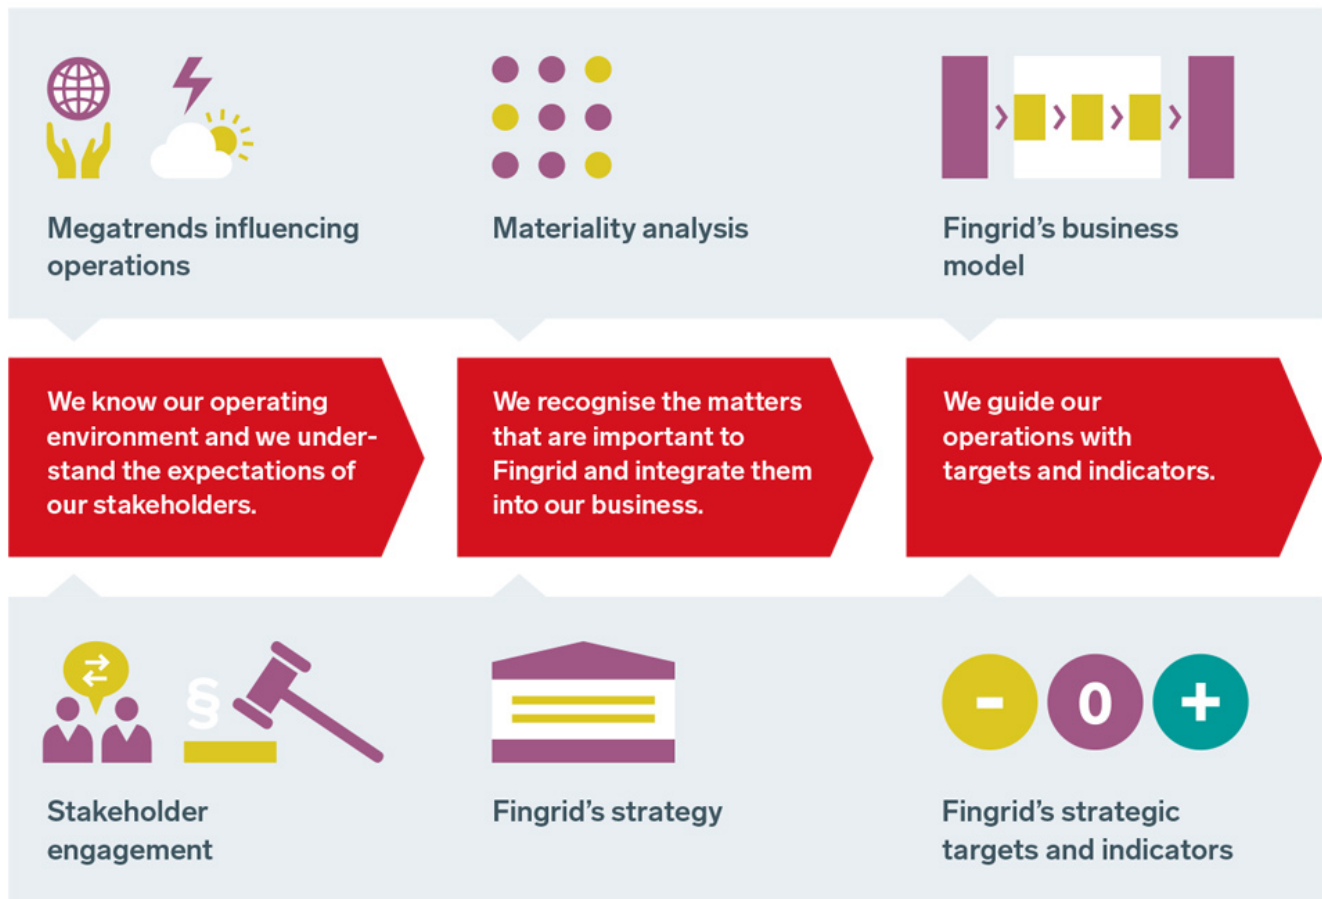 Megatrends influencing
operations
Materiality analysis
Fingrid’s business
model
We know our operating
environment and we under-
stand the expectations of
our stakeholders.
We recognise the matters
that are important to
Fingrid and integrate them
into our business.
We guide our
operations with
targets and indicators.
§
- 0 +
Stakeholder
engagement
Fingrid’s strategy
Fingrid’s strategic
targets and indicators